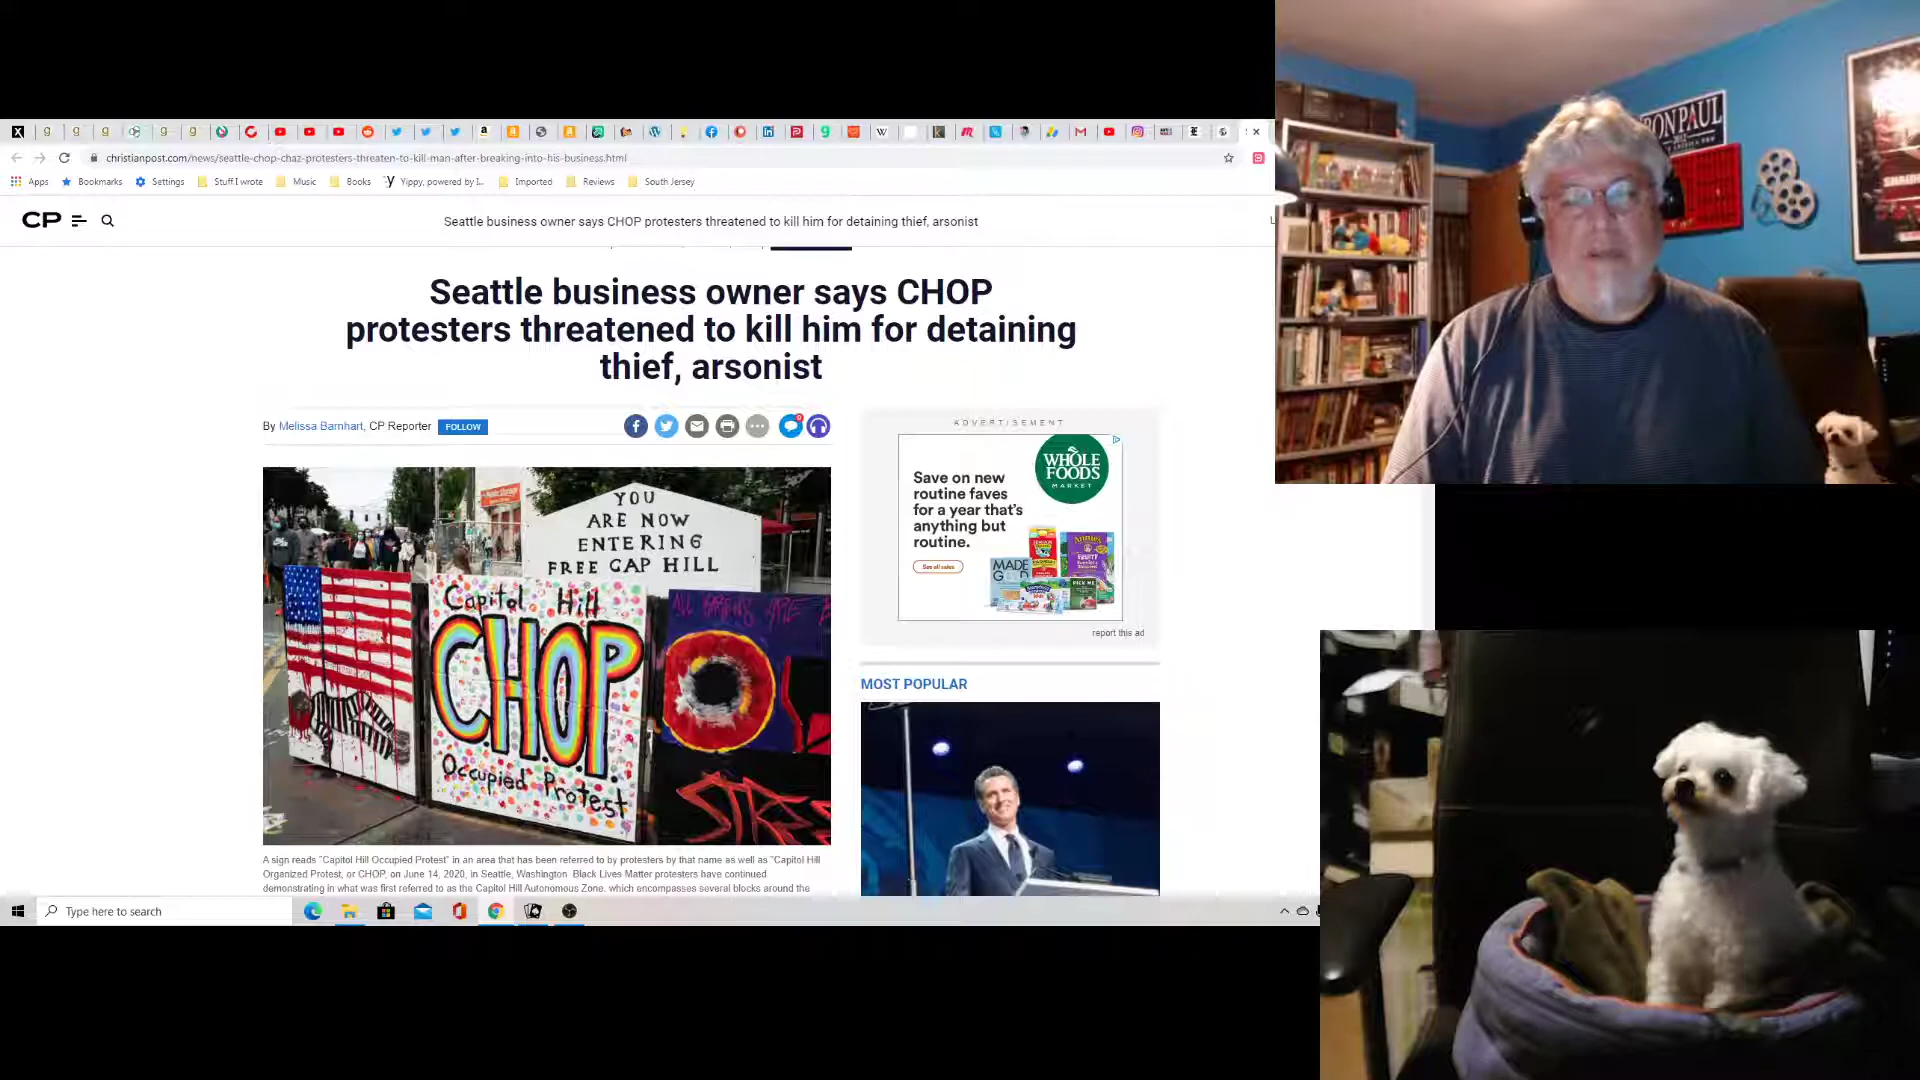 christianpost.com/news/seattle-chop-chaz-protesters-threaten-to-kill-man-after-breaking-into-his-business.html
Apps Bookmarks Settings Stuff I wrote Music Books Yippy, powered by I... Imported Reviews South Jersey
CP
Seattle business owner says CHOP protesters threatened to kill him for detaining thief, arsonist
Seattle business owner says CHOP
protesters threatened to kill him for detaining
thief, arsonist
By Melissa Barnhart, CP Reporter FOLLOW
YOU
ARE NOW
ENTERING
FREE CAP HILL
Capitol Hill
C.H.O.P.
Occupied Protest
A sign reads "Capitol Hill Occupied Protest" in an area that has been referred to by protesters by that name as well as "Capitol Hill
Organized Protest, or CHOP, on June 14, 2020, in Seattle, Washington. Black Lives Matter protesters have continued
demonstrating in what was first referred to as the Capitol Hill Autonomous Zone, which encompasses several blocks around the
ADVERTISEMENT
WHOLE
FOODS
MARKET
Save on new
routine faves
for a year that's
anything but
routine.
See all sales
report this ad
MOST POPULAR
Type here to search
RON PAUL